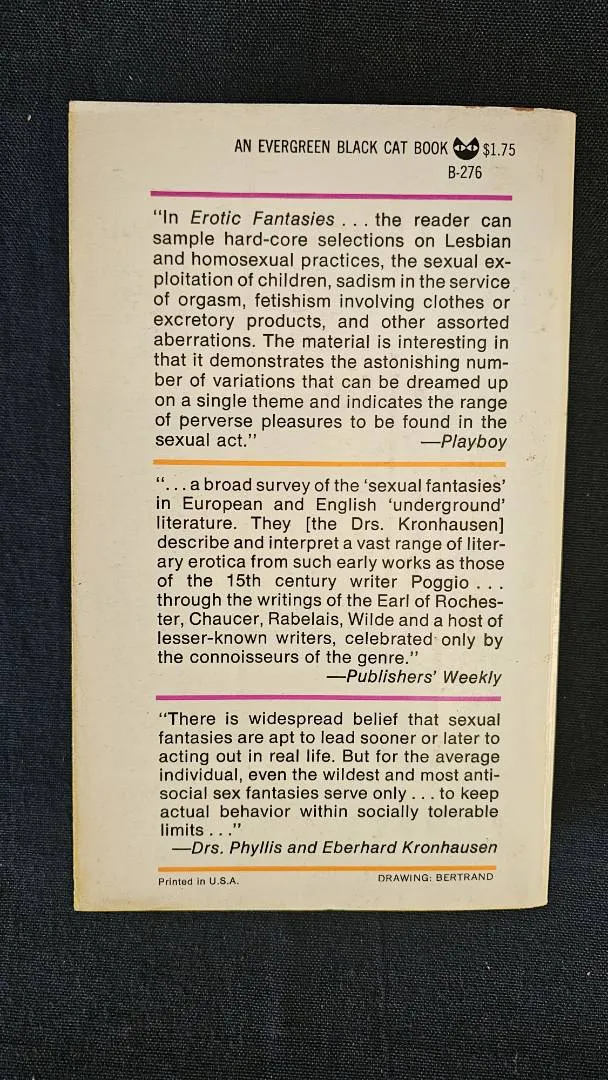 AN EVERGREEN BLACK CAT BOOK $1.75
B-276
“In Erotic Fantasies . . . the reader can
sample hard-core selections on Lesbian
and homosexual practices, the sexual ex-
ploitation of children, sadism in the service
of orgasm, fetishism involving clothes or
excretory products, and other assorted
aberrations. The material is interesting in
that it demonstrates the astonishing num-
ber of variations that can be dreamed up
on a single theme and indicates the range
of perverse pleasures to be found in the
sexual act.” —Playboy
“. . . a broad survey of the ‘sexual fantasies’
in European and English ‘underground’
literature. They [the Drs. Kronhausen]
describe and interpret a vast range of liter-
ary erotica from such early works as those
of the 15th century writer Poggio . . .
through the writings of the Earl of Roches-
ter, Chaucer, Rabelais, Wilde and a host of
lesser-known writers, celebrated only by
the connoisseurs of the genre.”
—Publishers’ Weekly
“There is widespread belief that sexual
fantasies are apt to lead sooner or later to
acting out in real life. But for the average
individual, even the wildest and most anti-
social sex fantasies serve only . . . to keep
actual behavior within socially tolerable
limits . . .”
—Drs. Phyllis and Eberhard Kronhausen
Printed in U.S.A. DRAWING: BERTRAND